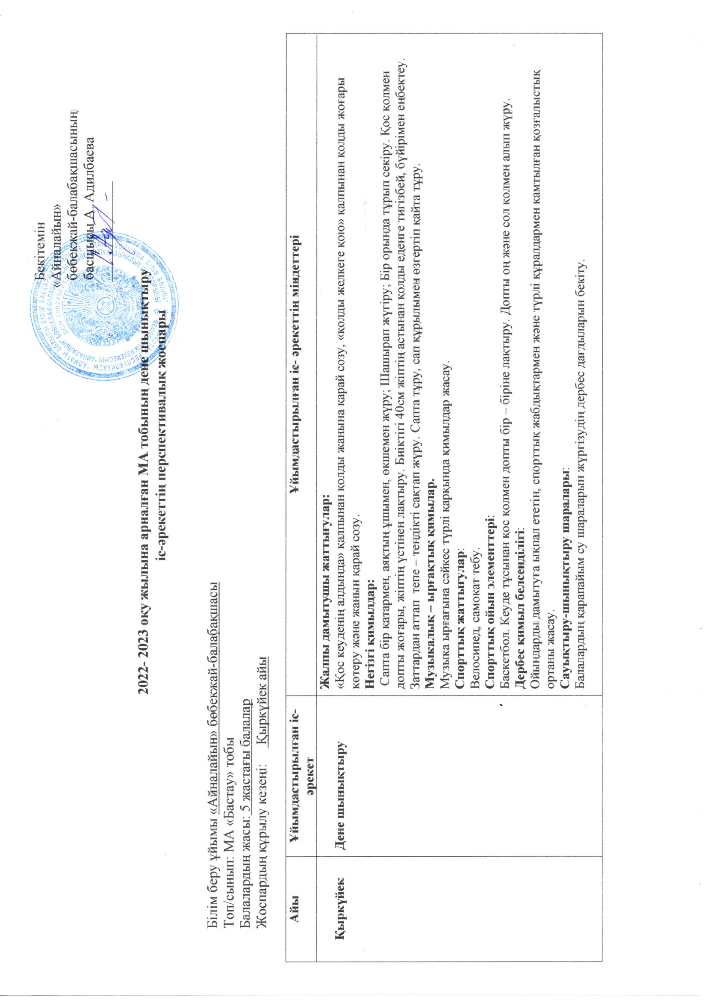 Бекітемін
«Айналайын»
бөбекжай-балабақшасының
басшысы А. Адилбаева
2022- 2023 оқу жылына арналған МА тобының дене шынықтыру
іс-әрекеттің перспективалық жоспары
Білім беру ұйымы «Айналайын» бөбекжай-балабақшасы
Топ/сынып: МА «Бастау» тобы
Балалардың жасы: 5 жастағы балалар
Жоспардың құрылу кезеңі: Қыркүйек айы
Айы
Ұйымдастырылған іс-
әрекет
Ұйымдастырылған іс- әрекеттің міндеттері
Қыркүйек
Дене шынықтыру
Жалпы дамытушы жаттығулар:
«Қос кеуденің алдында» қалпынан қолды жанына қарай созу, «қолды желкеге қою» қалпынан қолды жоғары
көтеру және жанын қарай созу.
Негізгі қимылдар:
Сапта бір қатармен, аяқтың ұшымен, өкшемен жүру; Шашырап жүгіру; Бір орында тұрып секіру. Қос қолмен
допты жоғары, жіптің үстінен лақтыру. Биіктігі 40см жіптің астынан қолды еденге тигізбей, бүйірімен еңбектеу.
Заттардан аттап тепе – теңдікті сақтап жүру. Сапта тұру, сап құрылымен өзгертіп қайта тұру.
Музыкалық – ырғақтық қимылар.
Музыка ырғағына сәйкес түрлі қарқында қимылдар жасау.
Спорттық жаттығулар:
Велосипед, самокат тебу.
Спорттық ойын элементтері:
Баскетбол. Кеуде тұсынан қос қолмен допты бір – біріне лақтыру. Допты оң және сол қолмен алып жүру.
Дербес қимыл белсенділігі:
Ойындарды дамытуға ықпал ететін, спорттық жабдықтармен және түрлі құралдармен камтылған қозғалыстық
ортаны жасау.
Сауықтыру-шынықтыру шаралары:
Балалардың қарапайым су шараларын жүргізудің дербес дағдыларын бекіту.